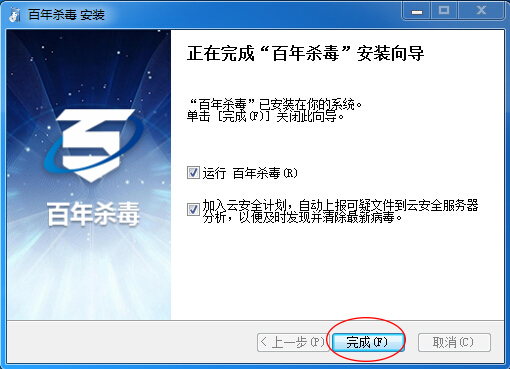 百年杀毒 安装
正在完成“百年杀毒”安装向导
“百年杀毒”已安装在你的系统。
单击 [完成(F)] 关闭此向导。
运行 百年杀毒(R)
加入云安全计划，自动上报可疑文件到云安全服务器
分析，以便及时发现并清除最新病毒。
百年杀毒
< 上一步(P) 完成(F) 取消(C)